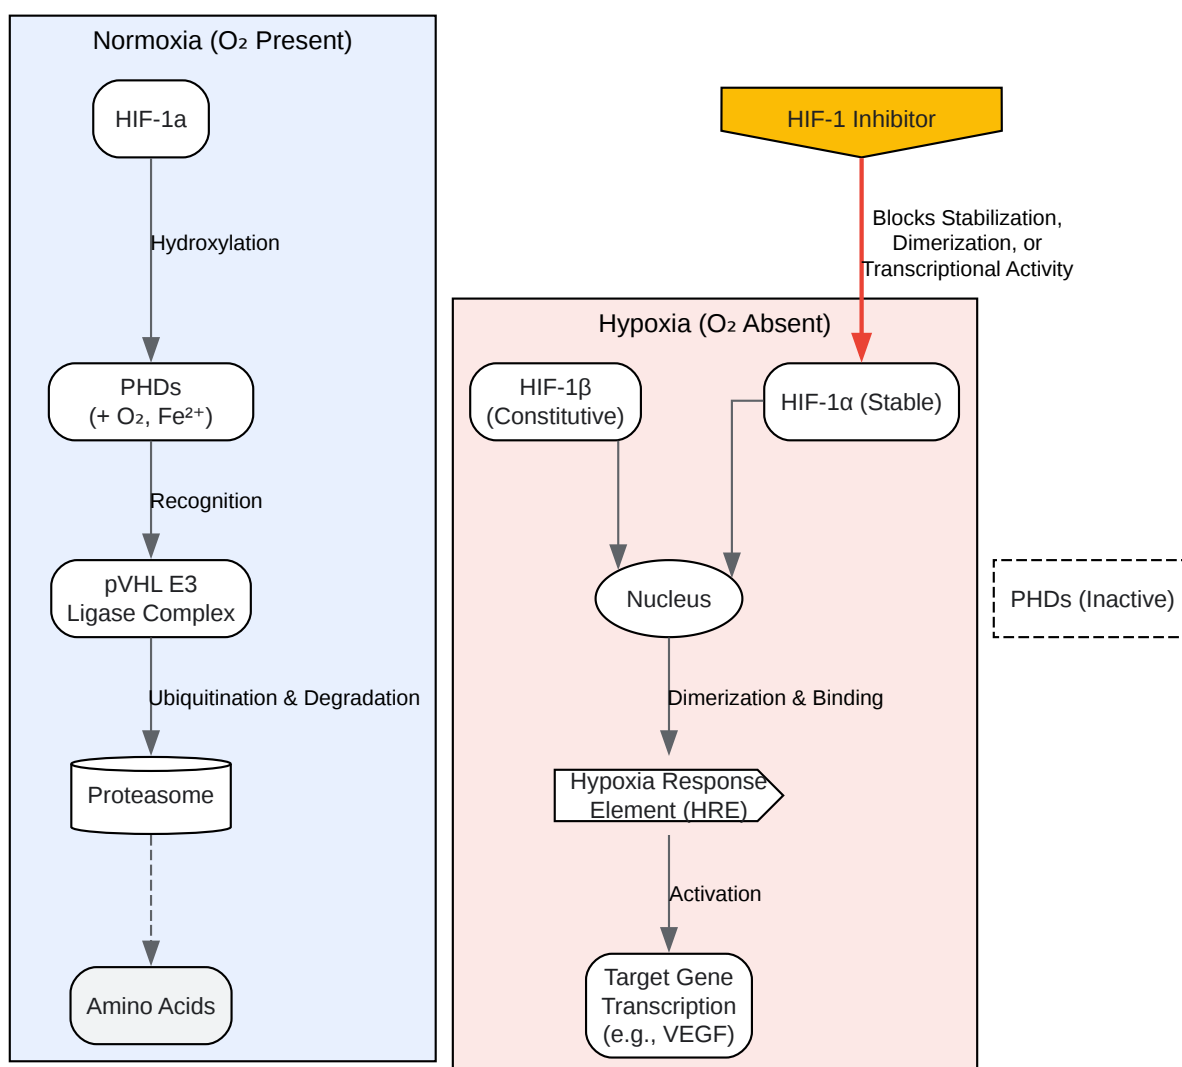 Normoxia (O₂ Present)
HIF-1a
Hydroxylation
PHDs
(+ O₂, Fe²⁺)
Recognition
pVHL E3
Ligase Complex
Ubiquitination & Degradation
Proteasome
Amino Acids
HIF-1 Inhibitor
Blocks Stabilization,
Dimerization, or
Transcriptional Activity
Hypoxia (O₂ Absent)
HIF-1β
(Constitutive)
HIF-1α (Stable)
Nucleus
Dimerization & Binding
Hypoxia Response
Element (HRE)
Activation
Target Gene
Transcription
(e.g., VEGF)
PHDs (Inactive)